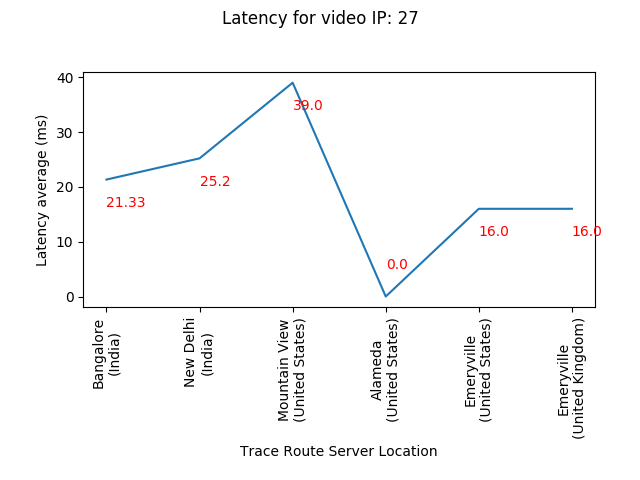 Latency for video IP: 27
Latency average (ms)
40
30
20
10
0
21.33
25.2
39.0
0.0
16.0
16.0
Bangalore
(India)
New Delhi
(India)
Mountain View
(United States)
Alameda
(United States)
Emeryville
(United States)
Emeryville
(United Kingdom)
Trace Route Server Location